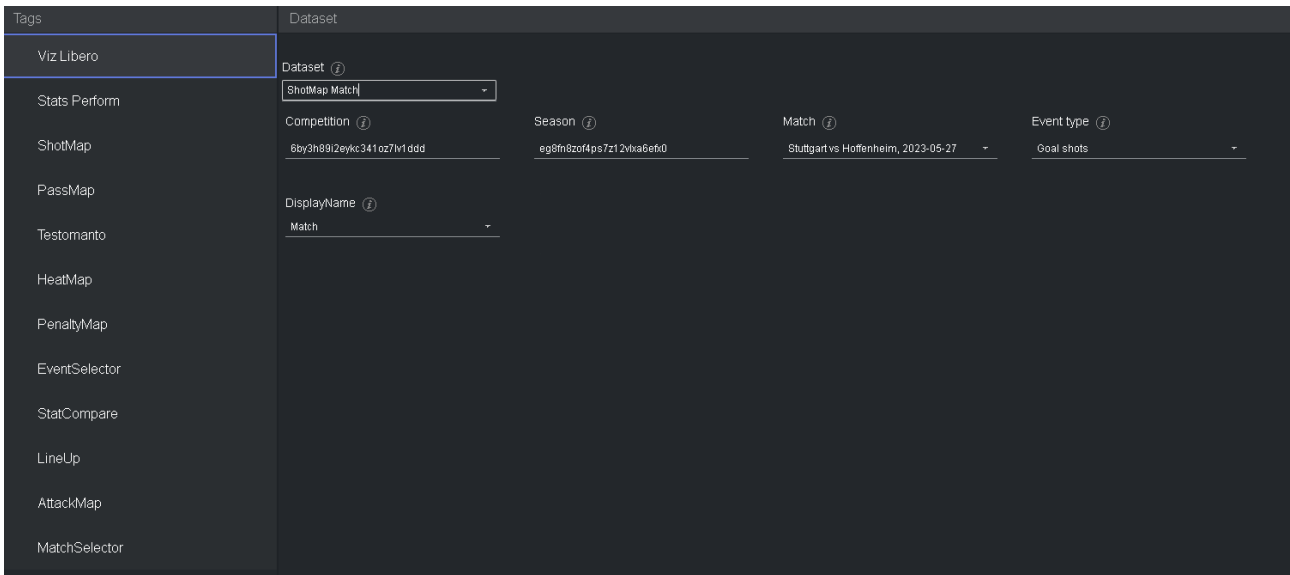 Tags
Dataset
Viz Libero
Stats Perform
ShotMap
PassMap
Testomanto
HeatMap
PenaltyMap
EventSelector
StatCompare
LineUp
AttackMap
MatchSelector
Dataset
ShotMap Match
Competition
Season
Match
Event type
6by3h89i2eykc341oz7lv1ddd
eg8fn8zof4ps7z12vlxa6efx0
Stuttgart vs Hoffenheim, 2023-05-27
Goal shots
DisplayName
Match